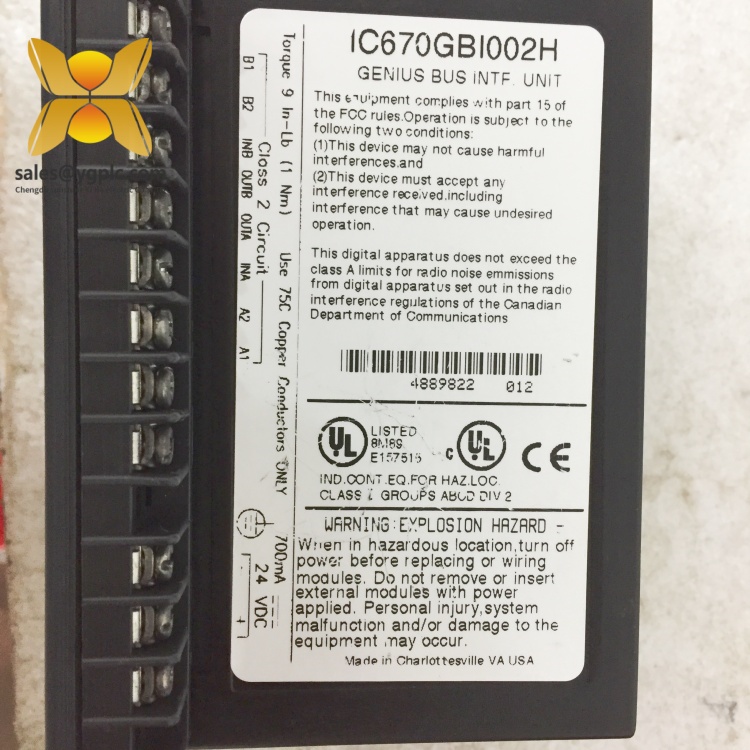 IC670GBI002H
GENIUS BUS INTF. UNIT
This equipment complies with part 15 of
the FCC rules.Operation is subject to the
following two conditions:
(1)This device may not cause harmful
interferences.and
(2)This device must accept any
interference received.including
interference that may cause undesired
operation.
This digital apparatus does not exceed the
class A limits for radio noise emmissions
from digital apparatus set out in the radio
interference regulations of the Canadian
Department of Communications
4889822 012
UL
LISTED
E157515
C UL
CE
IND.CONT.EQ.FOR HAZ.LOC.
CLASS I GROUPS ABCD DIV 2
WARNING:EXPLOSION HAZARD -
When in hazardous location,turn off
power before replacing or wiring
modules. Do not remove or insert
external modules with power
applied. Personal injury,system
malfunction and/or damage to the
equipment may occur.
Made in Charlottesville VA USA
Torque 9 In-Lb (1 Nm) Use 75C Copper Conductors ONLY
Class 2 Circuit
B1 B2 INB OUTB OUTA INA A2 A1
700mA
24 VDC
+
sales@ygplc.com